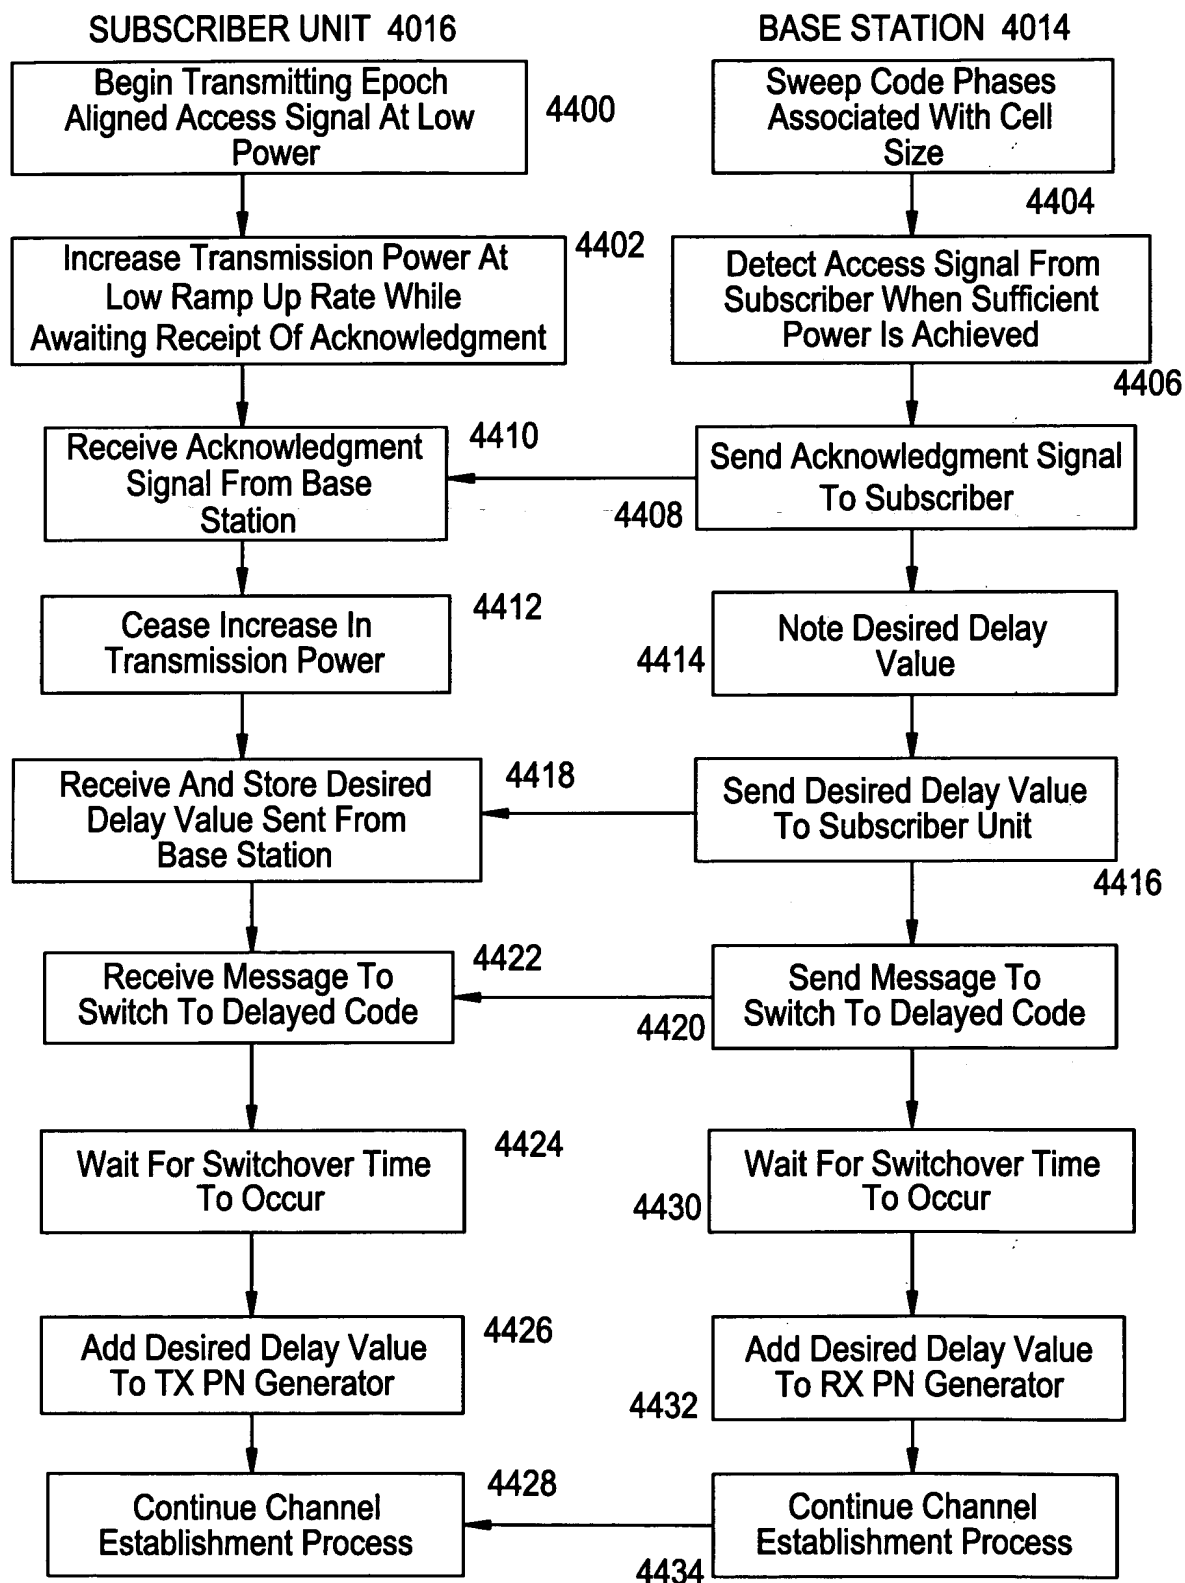 SUBSCRIBER UNIT 4016
BASE STATION 4014
Begin Transmitting Epoch
Aligned Access Signal At Low
Power
4400
Sweep Code Phases
Associated With Cell
Size
4404
Increase Transmission Power At
Low Ramp Up Rate While
Awaiting Receipt Of Acknowledgment
4402
Detect Access Signal From
Subscriber When Sufficient
Power Is Achieved
4406
Receive Acknowledgment
Signal From Base
Station
4410
Send Acknowledgment Signal
To Subscriber
4408
Cease Increase In
Transmission Power
4412
Note Desired Delay
Value
4414
Receive And Store Desired
Delay Value Sent From
Base Station
4418
Send Desired Delay Value
To Subscriber Unit
4416
Receive Message To
Switch To Delayed Code
4422
Send Message To
Switch To Delayed Code
4420
Wait For Switchover Time
To Occur
4424
Wait For Switchover Time
To Occur
4430
Add Desired Delay Value
To TX PN Generator
4426
Add Desired Delay Value
To RX PN Generator
4432
Continue Channel
Establishment Process
4428
Continue Channel
Establishment Process
4434